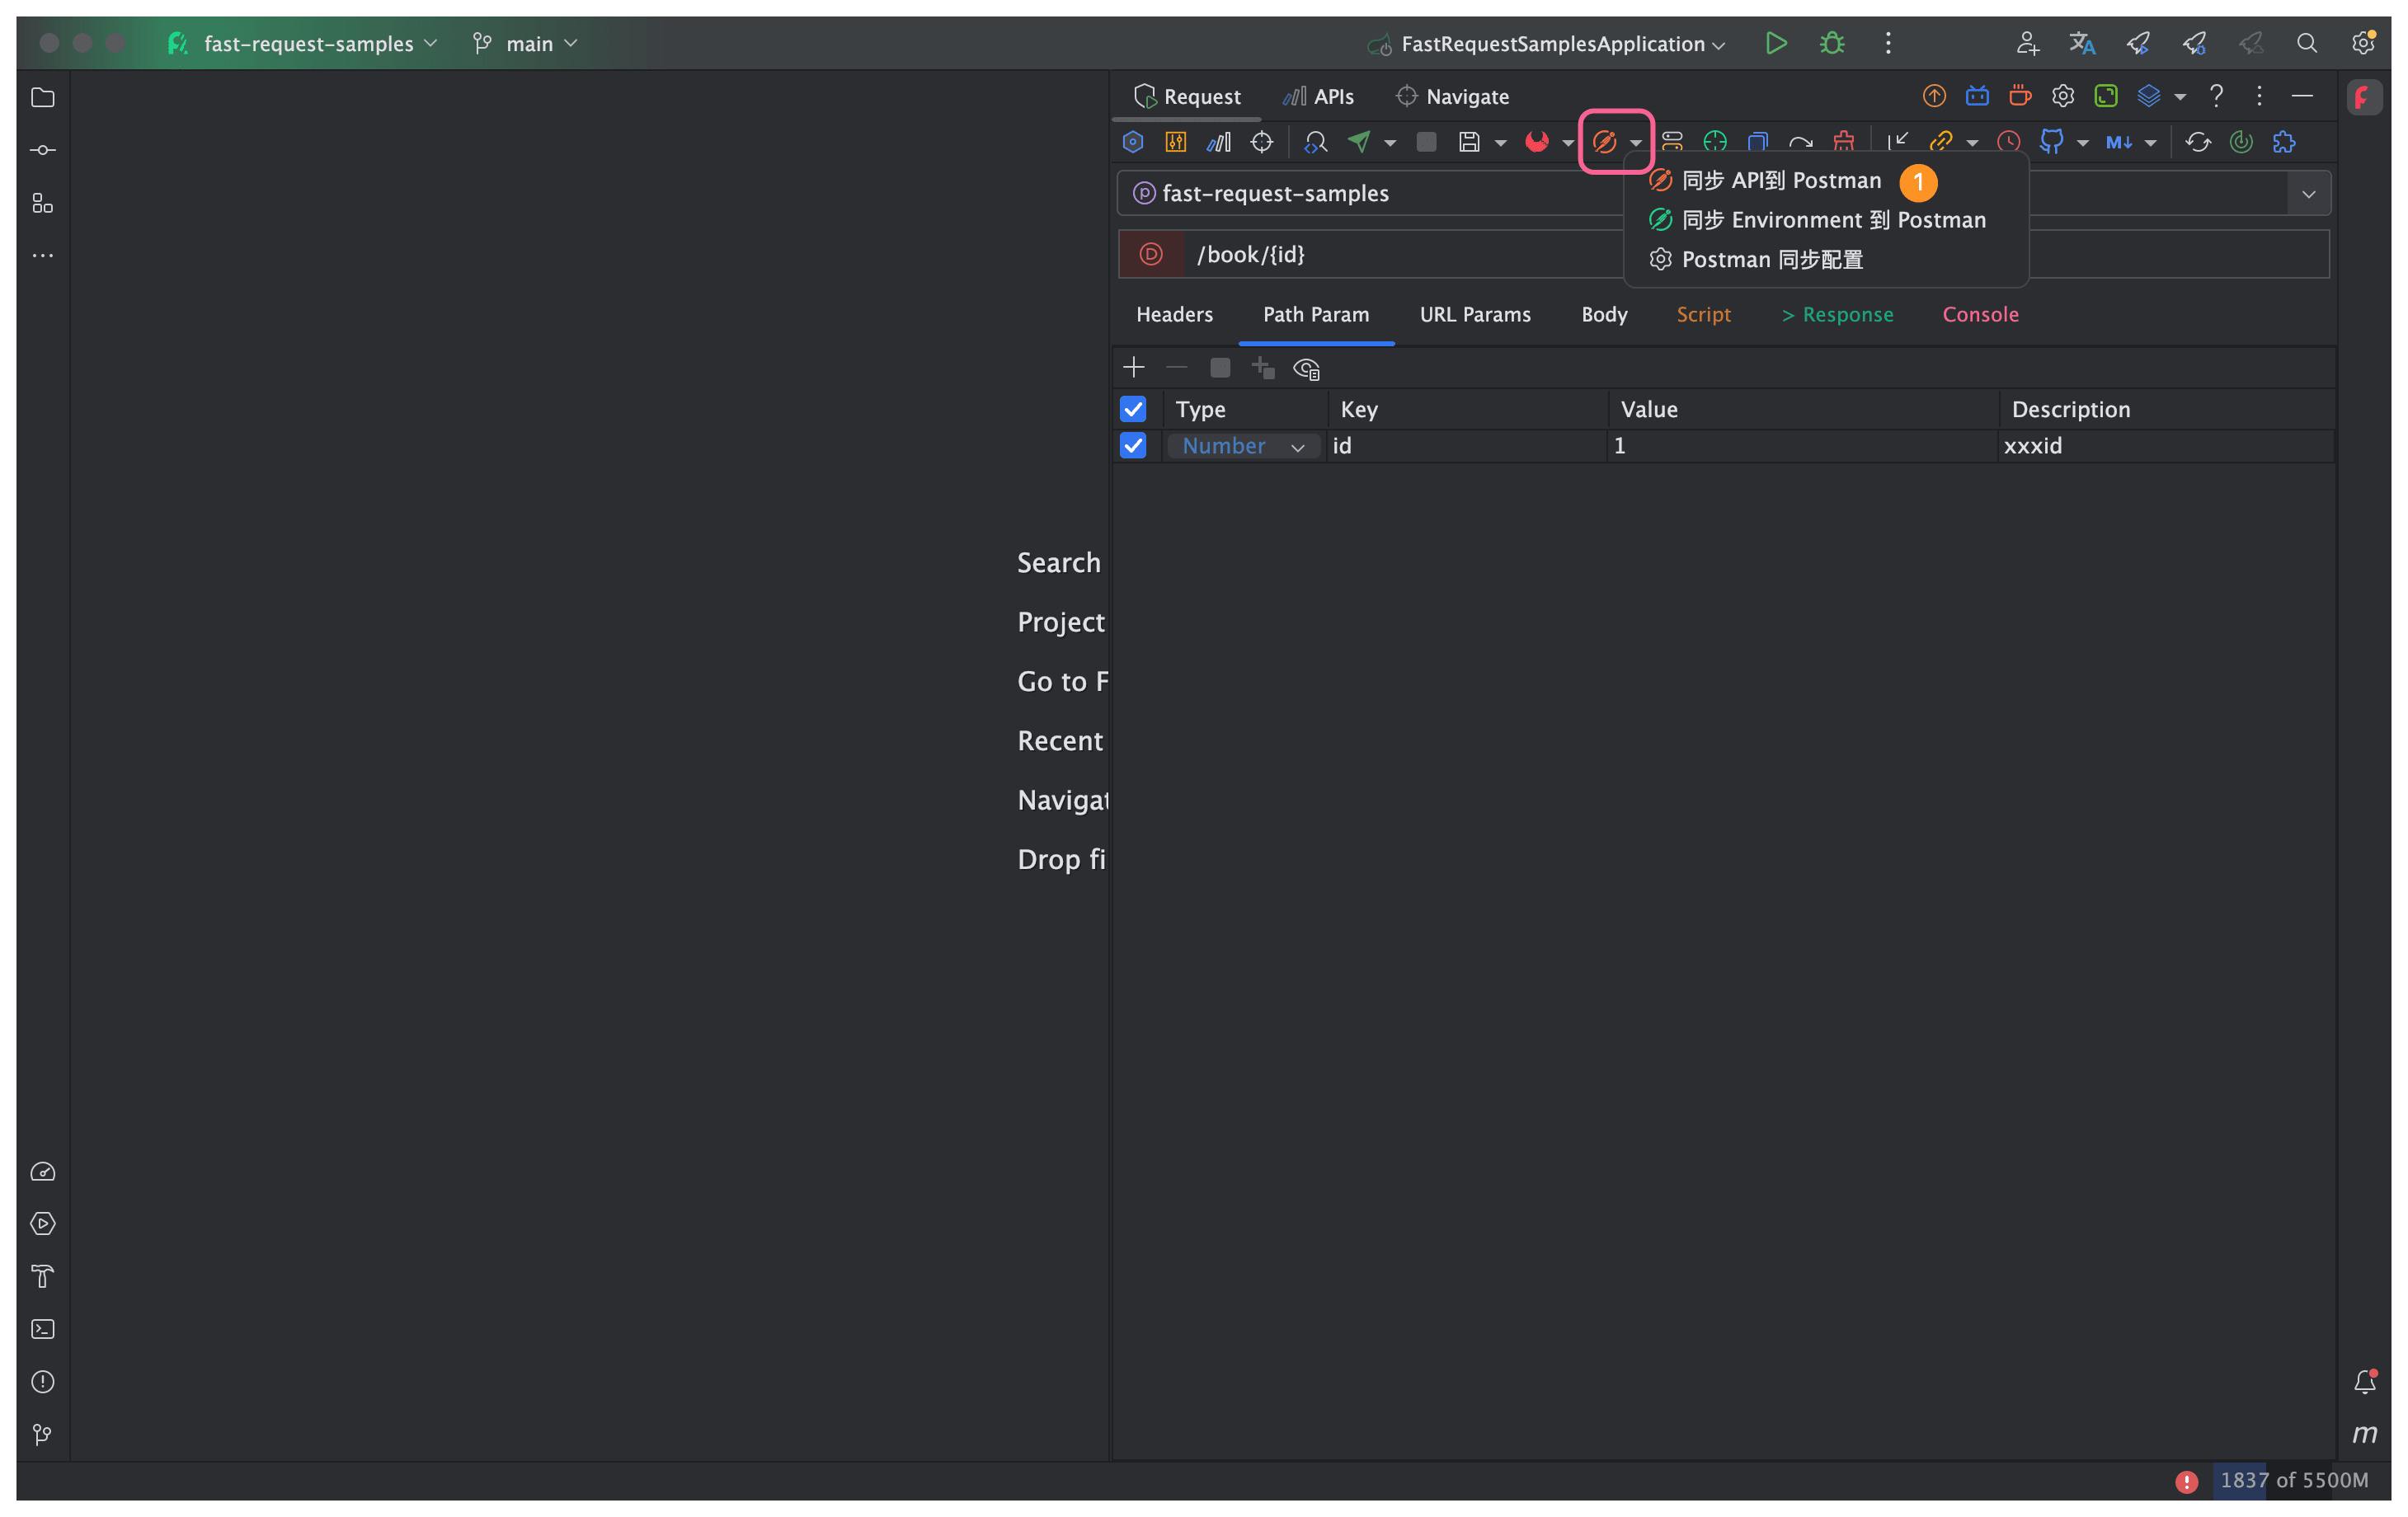 fast-request-samples
main
FastRequestSamplesApplication
Request
APIs
Navigate
M↓
fast-request-samples
同步 API到 Postman 1
同步 Environment 到 Postman
Postman 同步配置
D /book/{id}
Headers
Path Param
URL Params
Body
Script
> Response
Console
Type
Key
Value
Description
Number
id
1
xxxid
Search
Project
Go to F
Recent
Navigat
Drop fi
m
1837 of 5500M